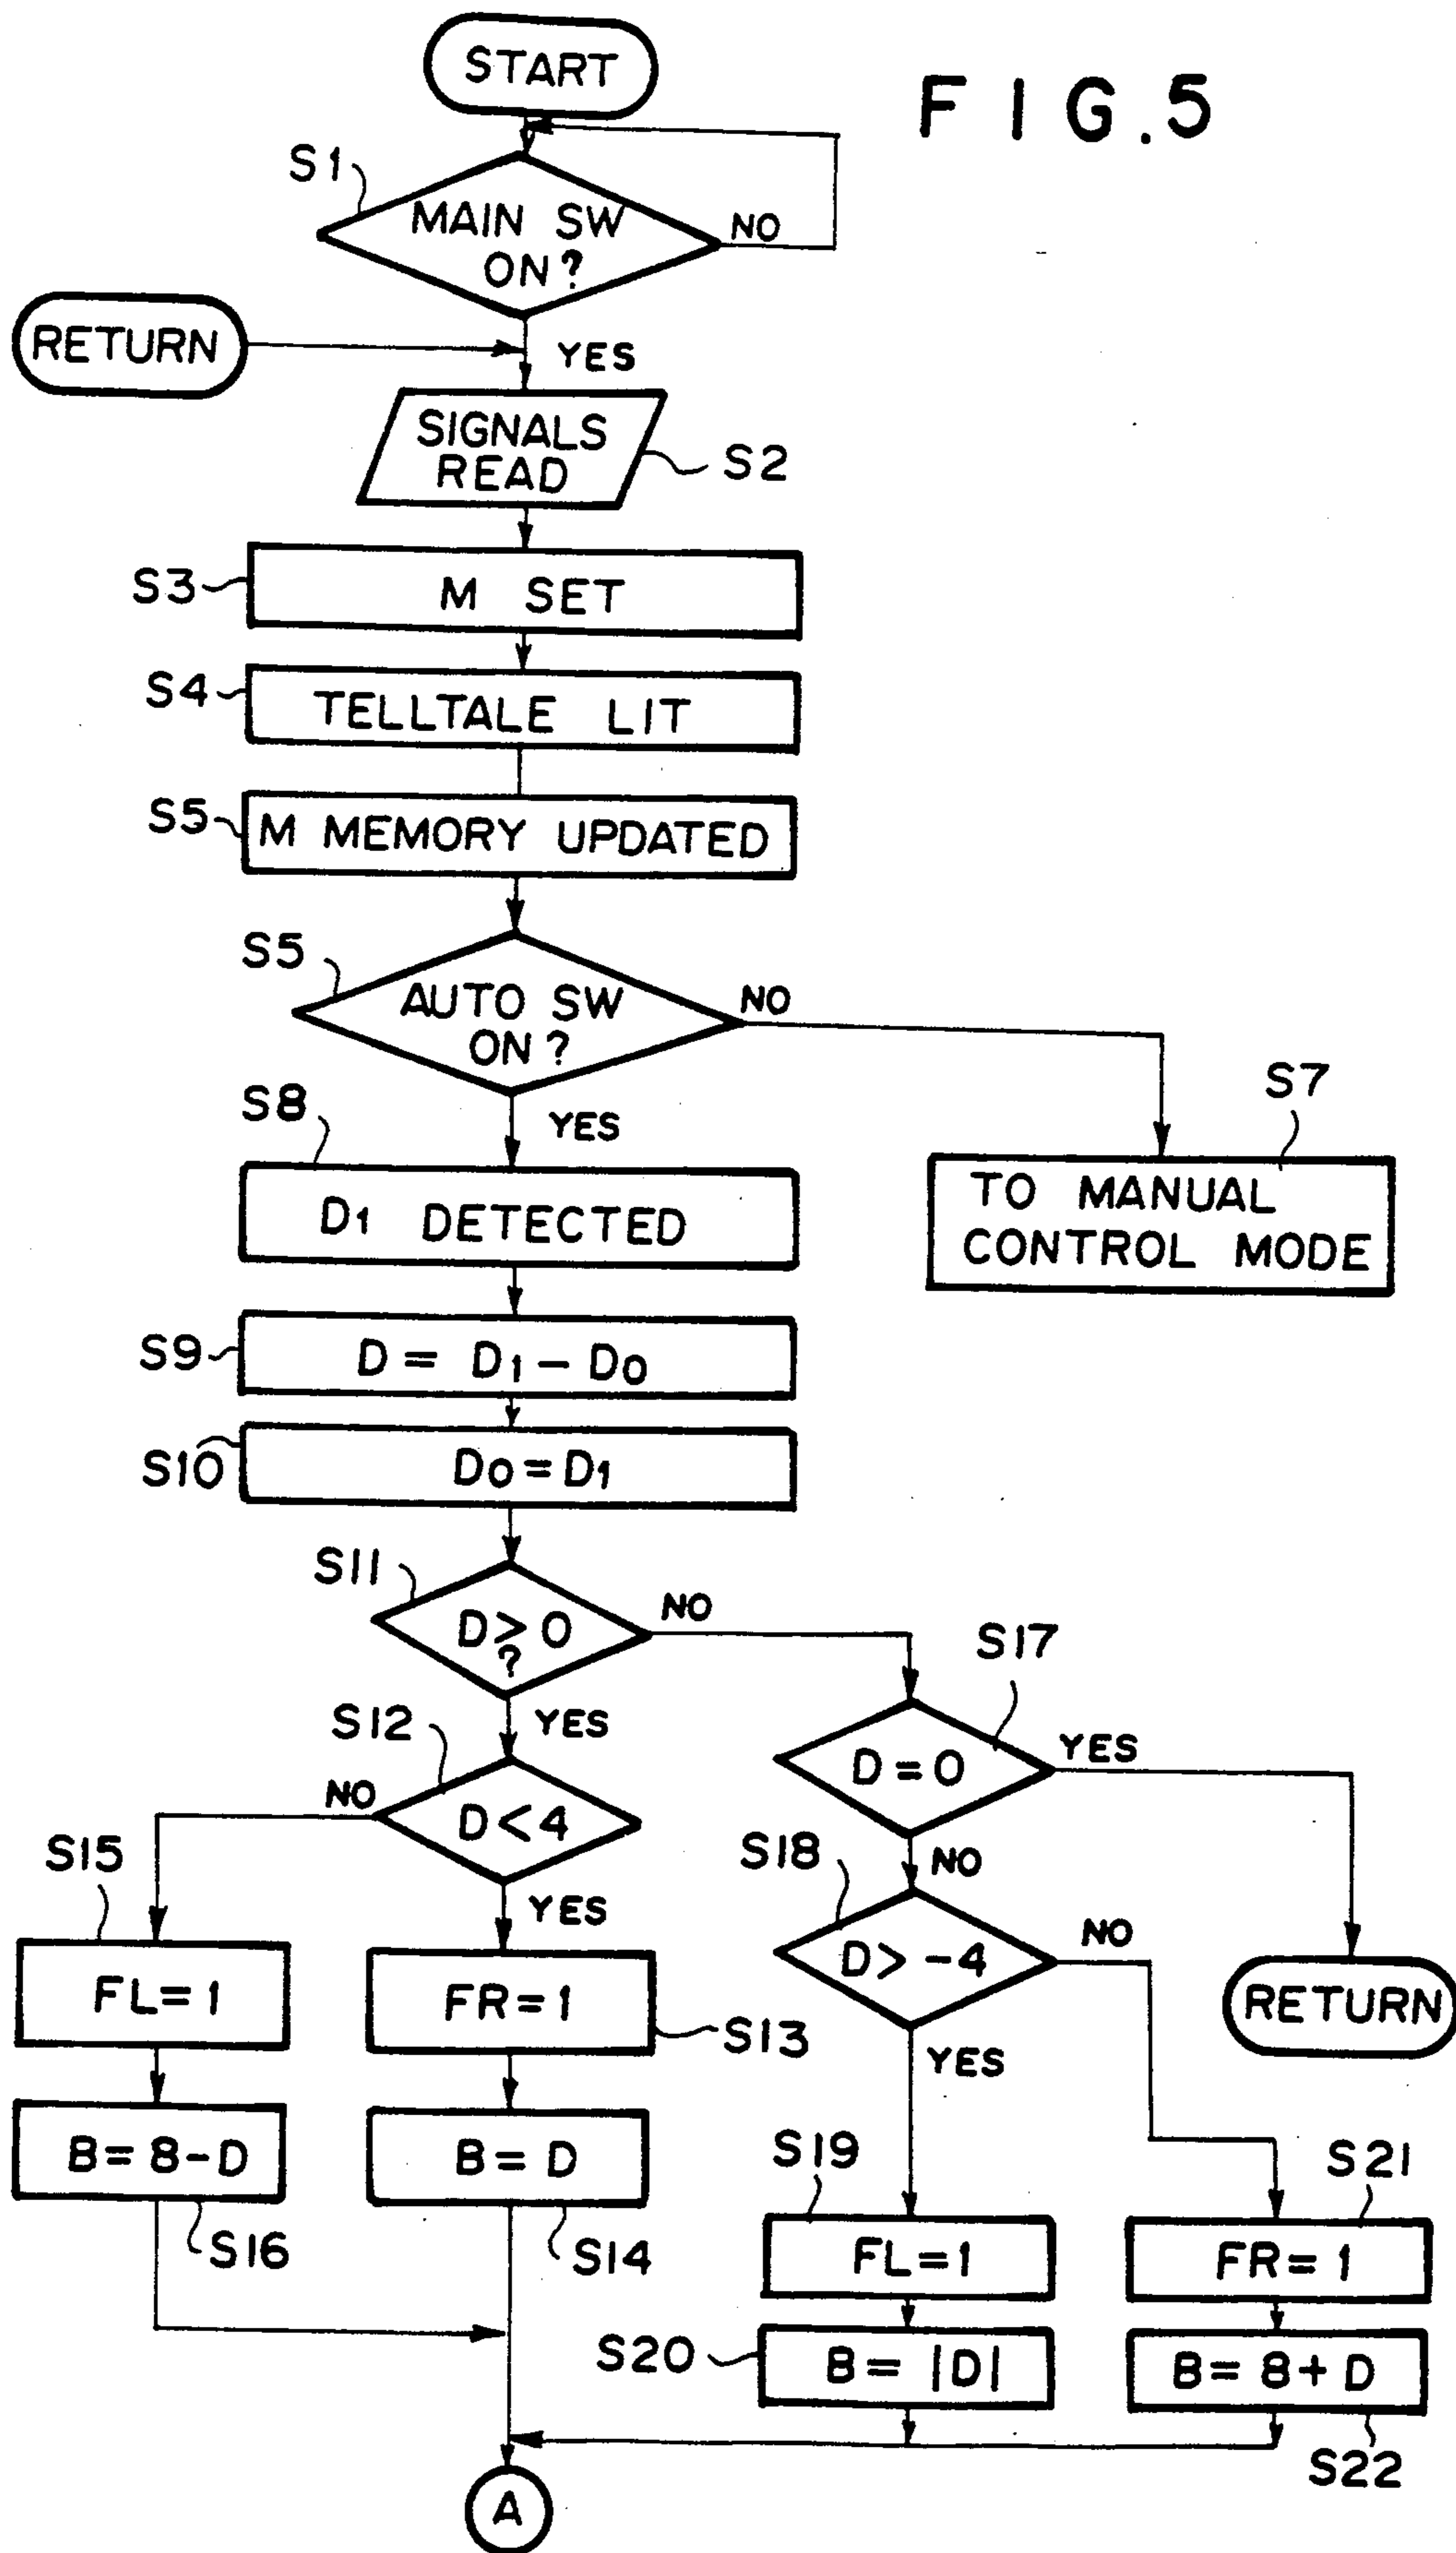 START
FIG.5
S1
MAIN SW
ON?
NO
RETURN
YES
SIGNALS
READ
S2
S3
M SET
S4
TELLTALE LIT
S5
M MEMORY UPDATED
S5
AUTO SW
ON?
NO
S8
YES
S7
D1 DETECTED
TO MANUAL
CONTROL MODE
S9
D = D1 - D0
S10
D0 = D1
S11
D > 0
?
NO
S17
S12
YES
D = 0
YES
NO
D < 4
S15
S18
NO
YES
D > -4
NO
FL = 1
FR = 1
S13
RETURN
YES
B = 8 - D
B = D
S19
S21
S16
S14
FL = 1
FR = 1
S20
B = |D|
B = 8 + D
S22
A